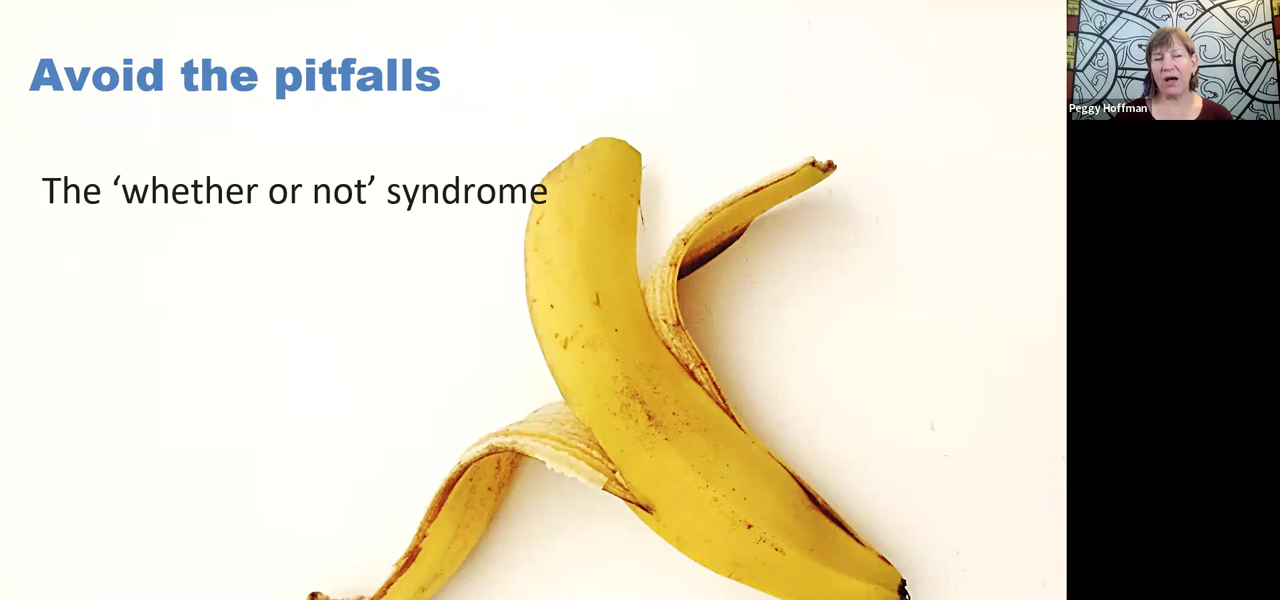 Avoid the pitfalls
The ‘whether or not’ syndrome
Peggy Hoffman